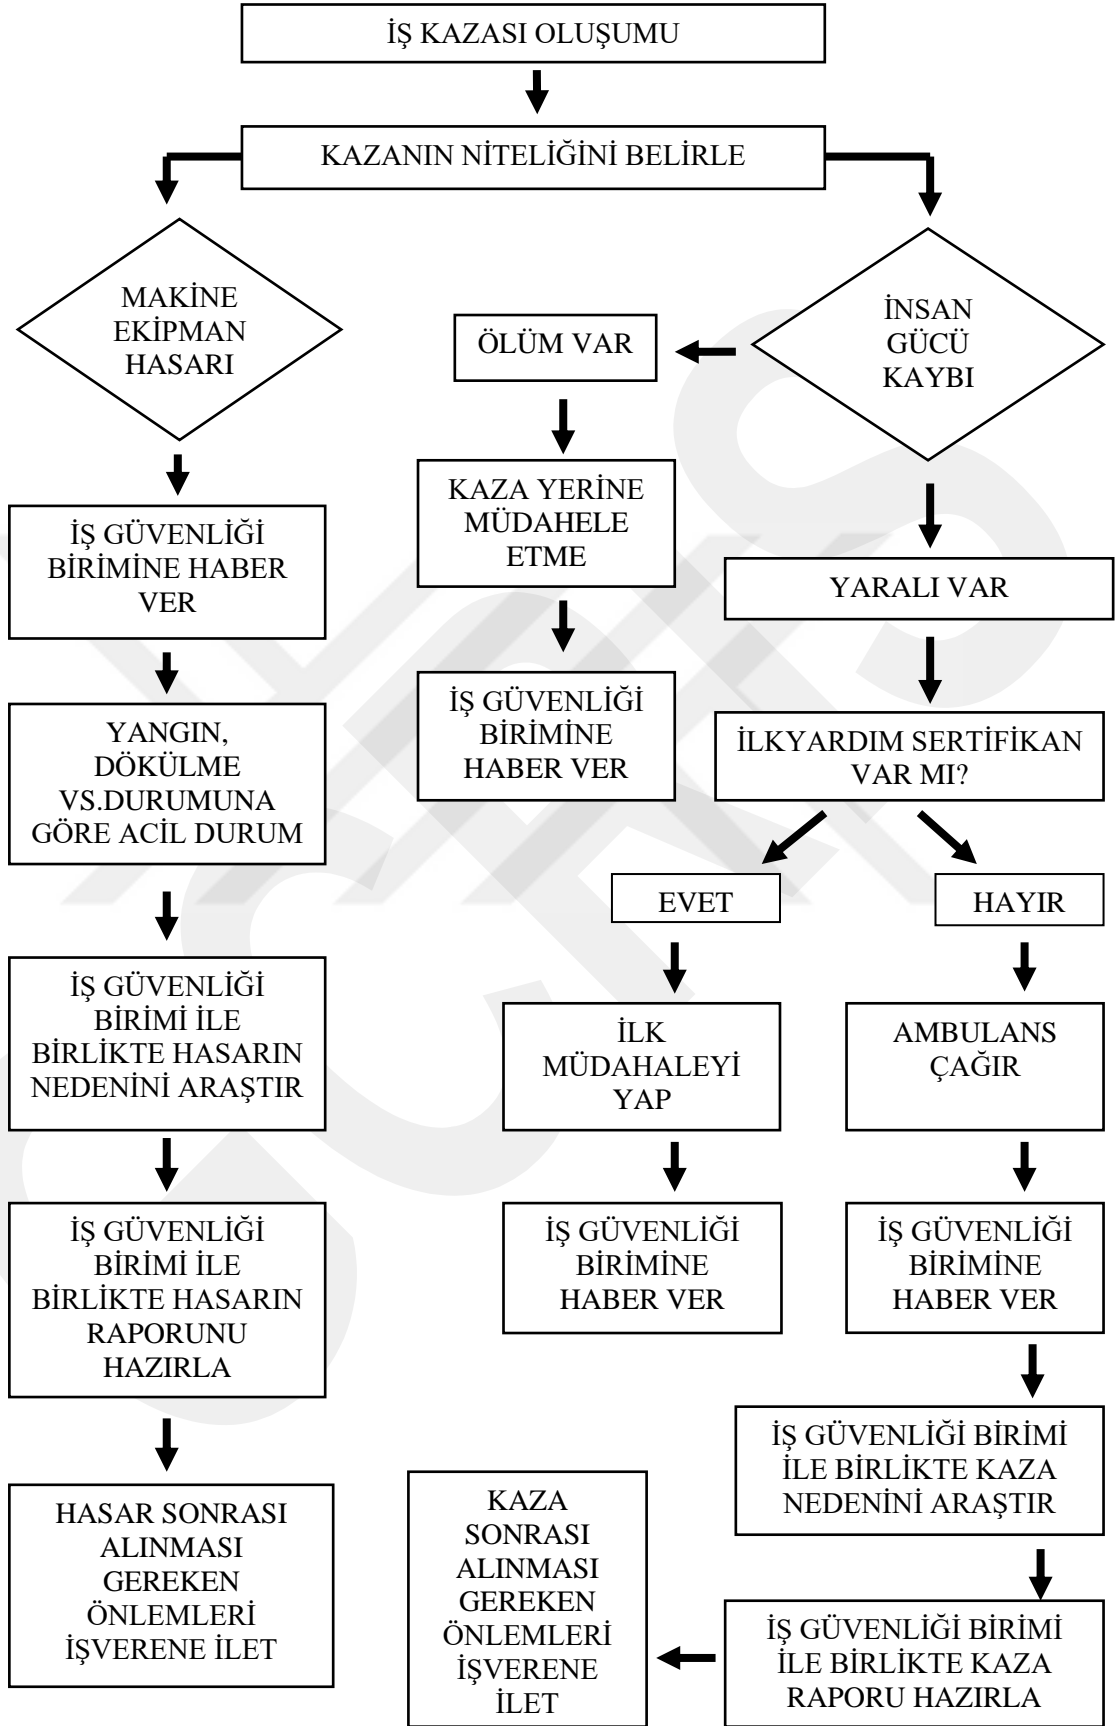 İŞ KAZASI OLUŞUMU
KAZANIN NİTELİĞİNİ BELİRLE
MAKİNE
EKİPMAN
HASARI
İŞ GÜVENLİĞİ
BİRİMİNE HABER
VER
YANGIN,
DÖKÜLME
VS.DURUMUNA
GÖRE ACİL DURUM
İŞ GÜVENLİĞİ
BİRİMİ İLE
BİRLİKTE HASARIN
NEDENİNİ ARAŞTIR
İŞ GÜVENLİĞİ
BİRİMİ İLE
BİRLİKTE HASARIN
RAPORUNU
HAZIRLA
HASAR SONRASI
ALINMASI
GEREKEN
ÖNLEMLERİ
İŞVERENE İLET
İNSAN
GÜCÜ
KAYBI
ÖLÜM VAR
KAZA YERİNE
MÜDAHELE
ETME
İŞ GÜVENLİĞİ
BİRİMİNE
HABER VER
YARALI VAR
İLKYARDIM SERTİFİKAN
VAR MI?
EVET
İLK
MÜDAHALEYİ
YAP
İŞ GÜVENLİĞİ
BİRİMİNE
HABER VER
HAYIR
AMBULANS
ÇAĞIR
İŞ GÜVENLİĞİ
BİRİMİNE
HABER VER
İŞ GÜVENLİĞİ BİRİMİ
İLE BİRLİKTE KAZA
NEDENİNİ ARAŞTIR
İŞ GÜVENLİĞİ BİRİMİ
İLE BİRLİKTE KAZA
RAPORU HAZIRLA
KAZA
SONRASI
ALINMASI
GEREKEN
ÖNLEMLERİ
İŞVERENE
İLET